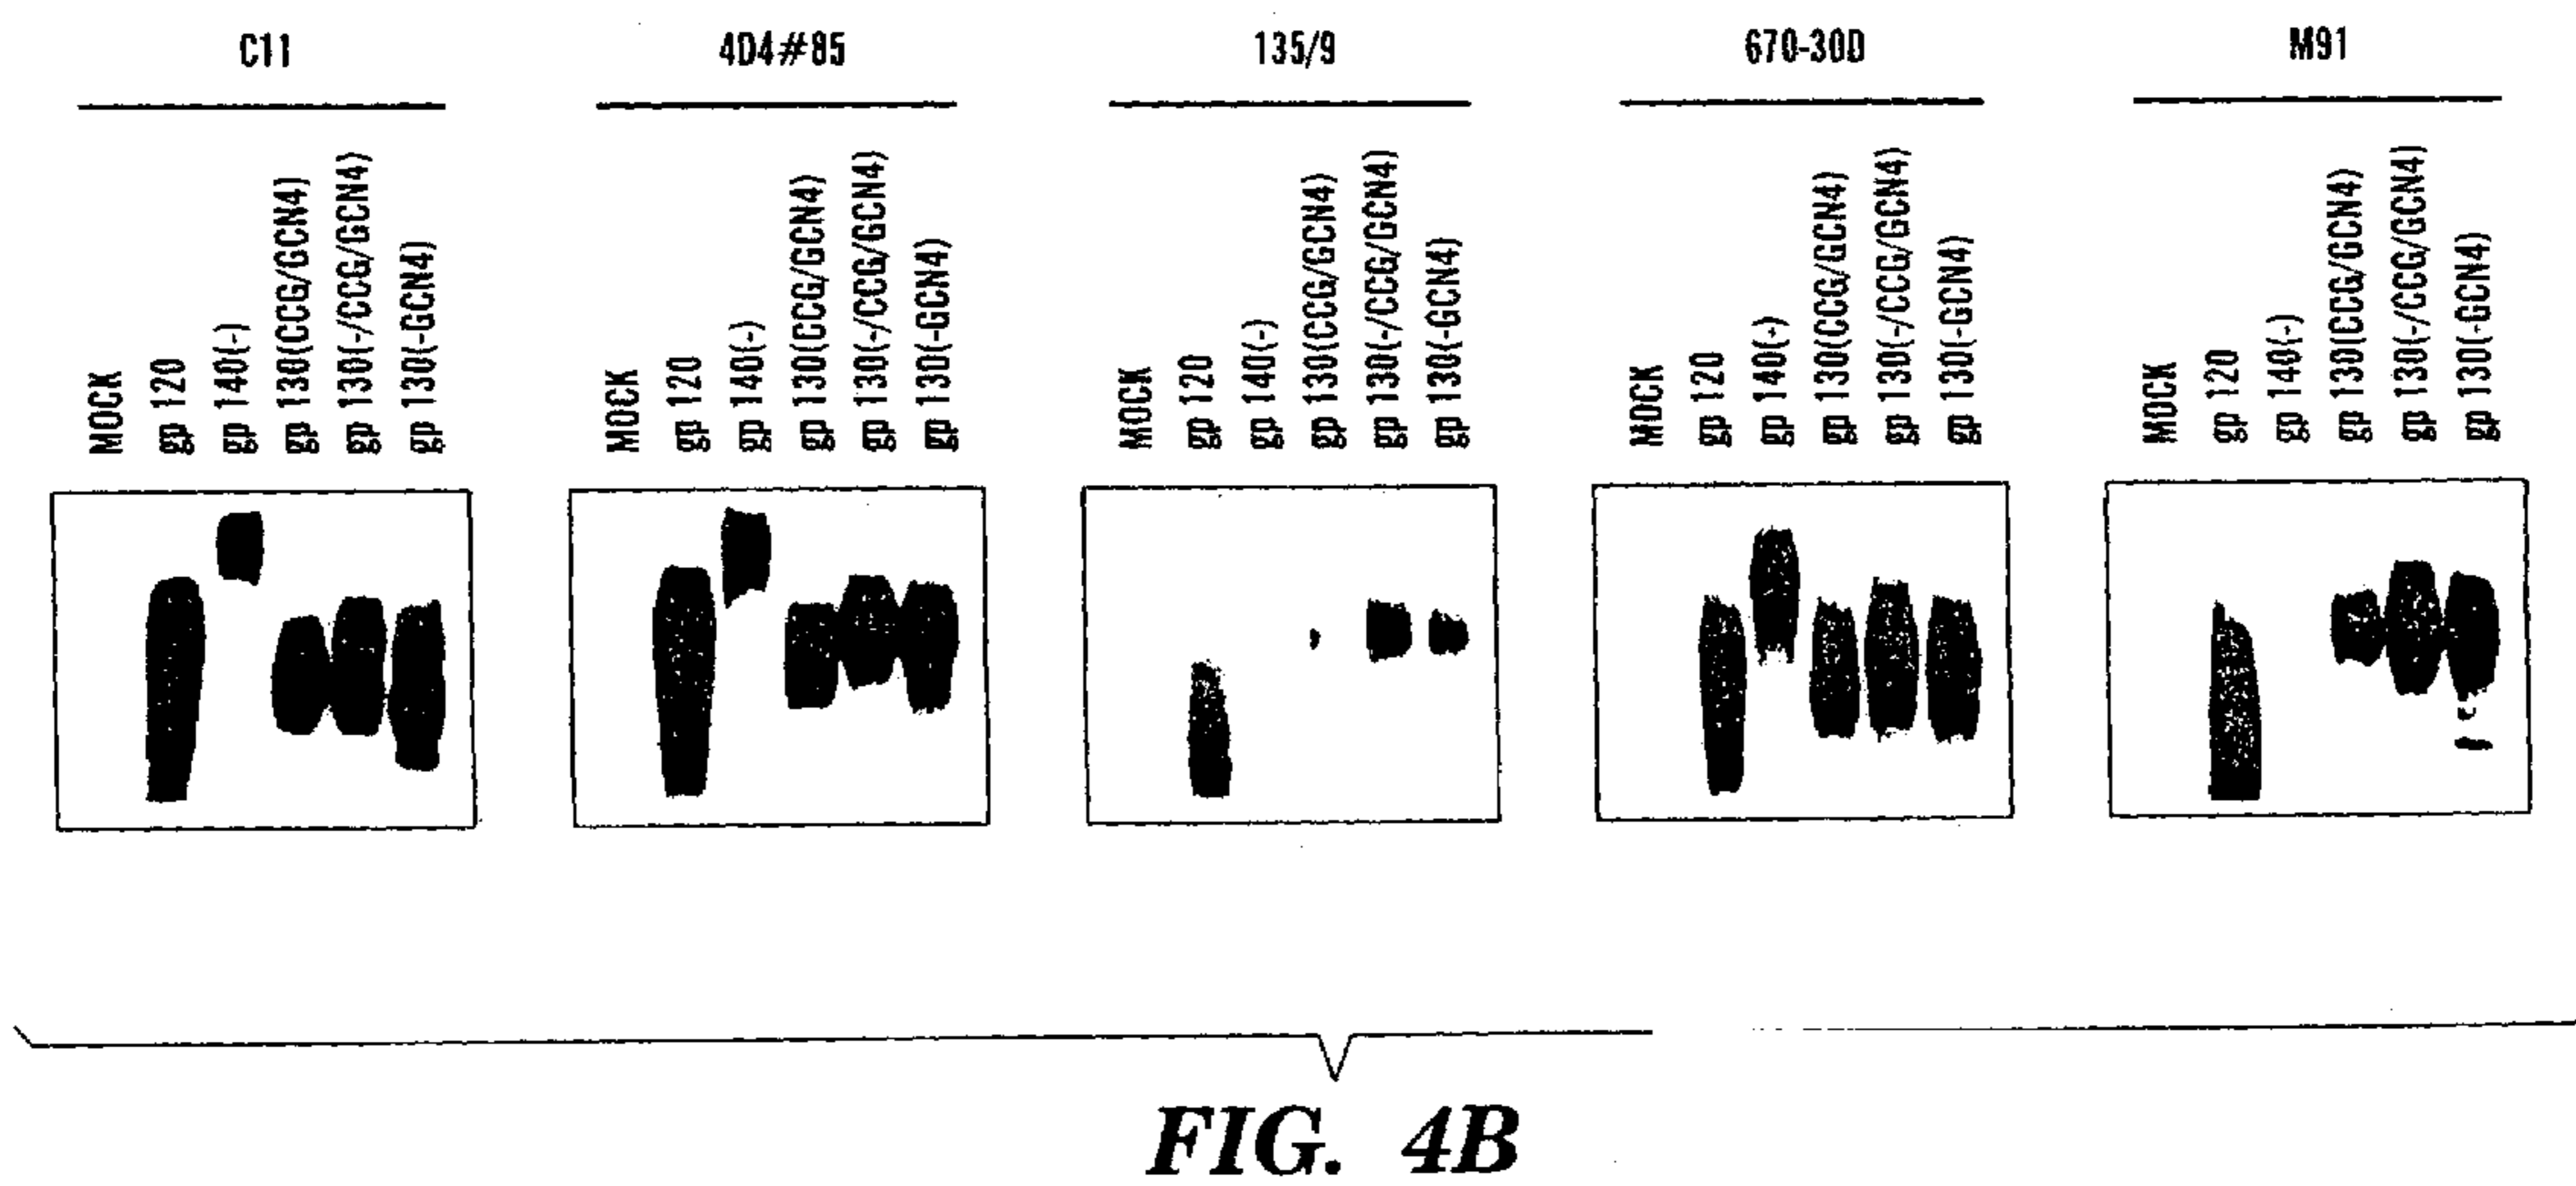 C11 4D4#85 135/9 670-30D M91
MOCK
gp 120
gp 140(-)
gp 130(CCG/GCN4)
gp 130(-/CCG/GCN4)
gp 130(-GCN4)
MOCK
gp 120
gp 140(-)
gp 130(CCG/GCN4)
gp 130(-/CCG/GCN4)
gp 130(-GCN4)
MOCK
gp 120
gp 140(-)
gp 130(CCG/GCN4)
gp 130(-/CCG/GCN4)
gp 130(-GCN4)
MOCK
gp 120
gp 140(-)
gp 130(CCG/GCN4)
gp 130(-/CCG/GCN4)
gp 130(-GCN4)
MOCK
gp 120
gp 140(-)
gp 130(CCG/GCN4)
gp 130(-/CCG/GCN4)
gp 130(-GCN4)
FIG. 4B